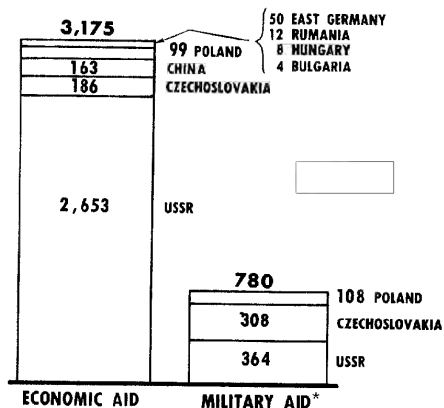 3,175
50 EAST GERMANY
12 RUMANIA
8 HUNGARY
4 BULGARIA
99 POLAND
163 CHINA
186 CZECHOSLOVAKIA
2,653 USSR
780
108 POLAND
308 CZECHOSLOVAKIA
364 USSR
ECONOMIC AID
MILITARY AID*